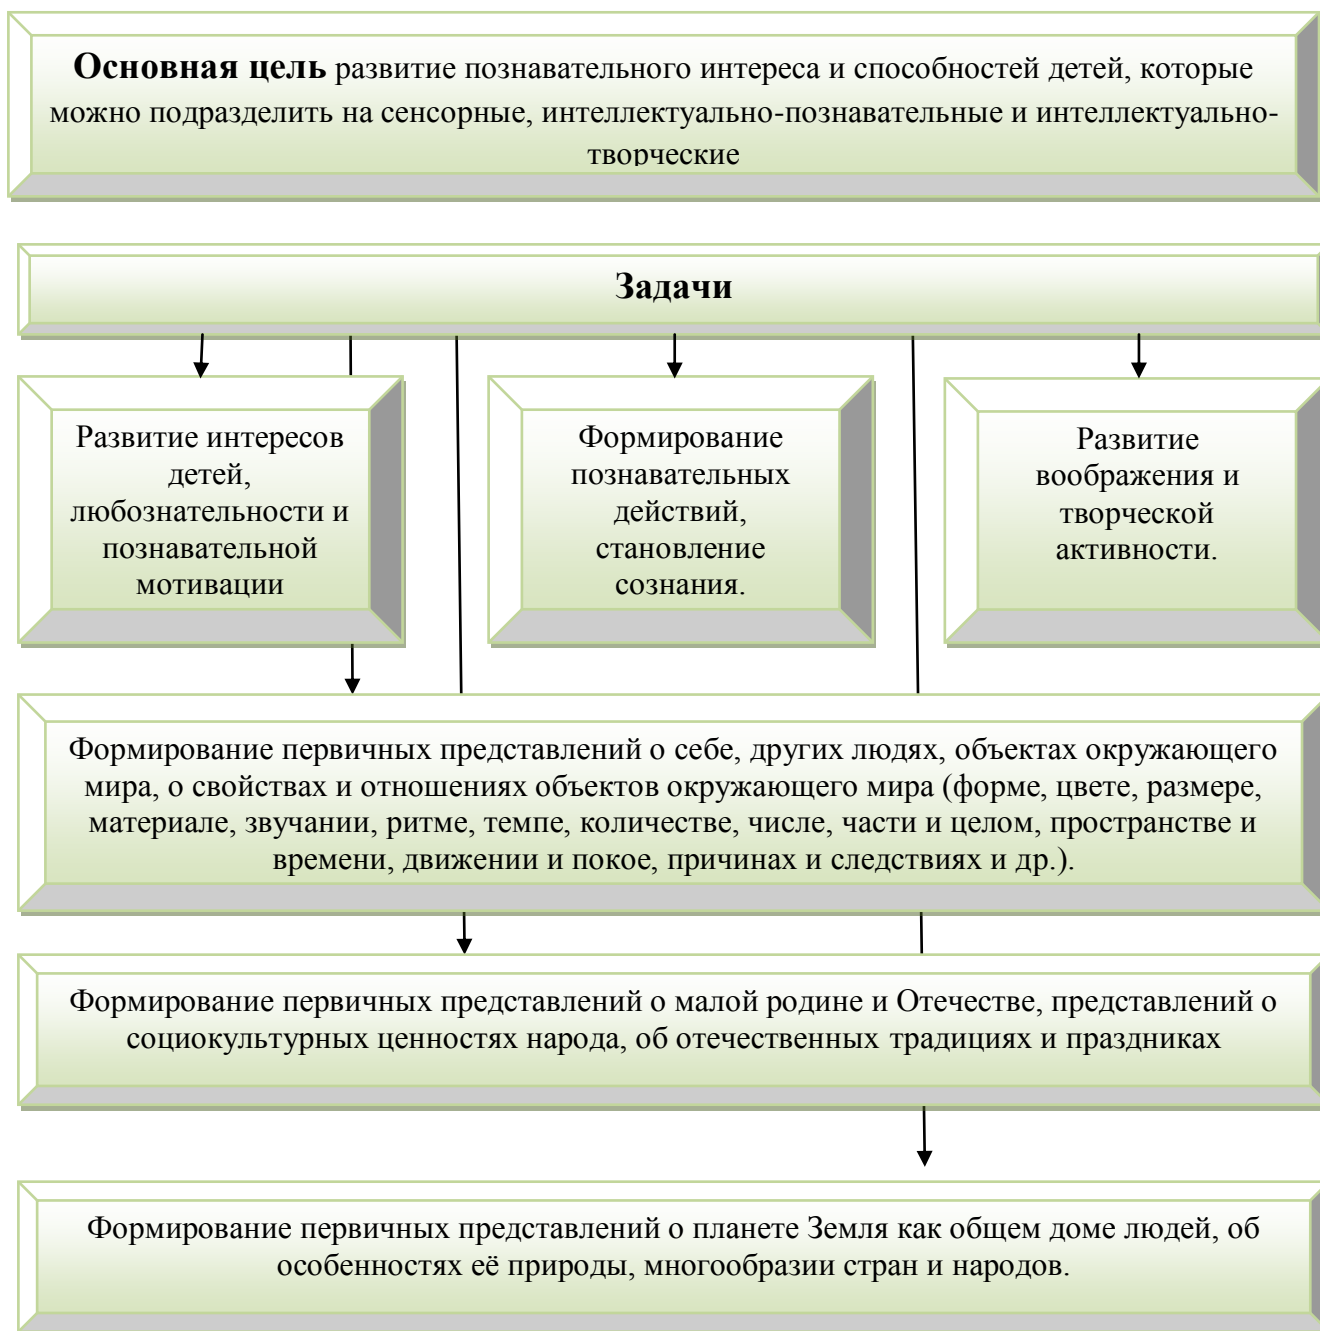 Основная цель развитие познавательного интереса и способностей детей, которые
можно подразделить на сенсорные, интеллектуально-познавательные и интеллектуально-
творческие
Задачи
Развитие интересов
детей,
любознательности и
познавательной
мотивации
Формирование
познавательных
действий,
становление
сознания.
Развитие
воображения и
творческой
активности.
Формирование первичных представлений о себе, других людях, объектах окружающего
мира, о свойствах и отношениях объектов окружающего мира (форме, цвете, размере,
материале, звучании, ритме, темпе, количестве, числе, части и целом, пространстве и
времени, движении и покое, причинах и следствиях и др.).
Формирование первичных представлений о малой родине и Отечестве, представлений о
социокультурных ценностях народа, об отечественных традициях и праздниках
Формирование первичных представлений о планете Земля как общем доме людей, об
особенностях её природы, многообразии стран и народов.